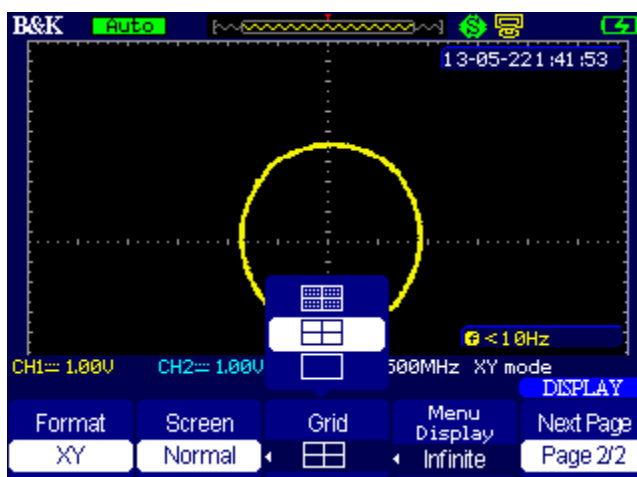 B&K Auto
13-05-22 1:41:53
<10Hz
CH1 1.00V CH2 1.00V 500MHz XY mode
DISPLAY
Format Screen Grid Menu Display Next Page
XY Normal Infinite Page 2/2